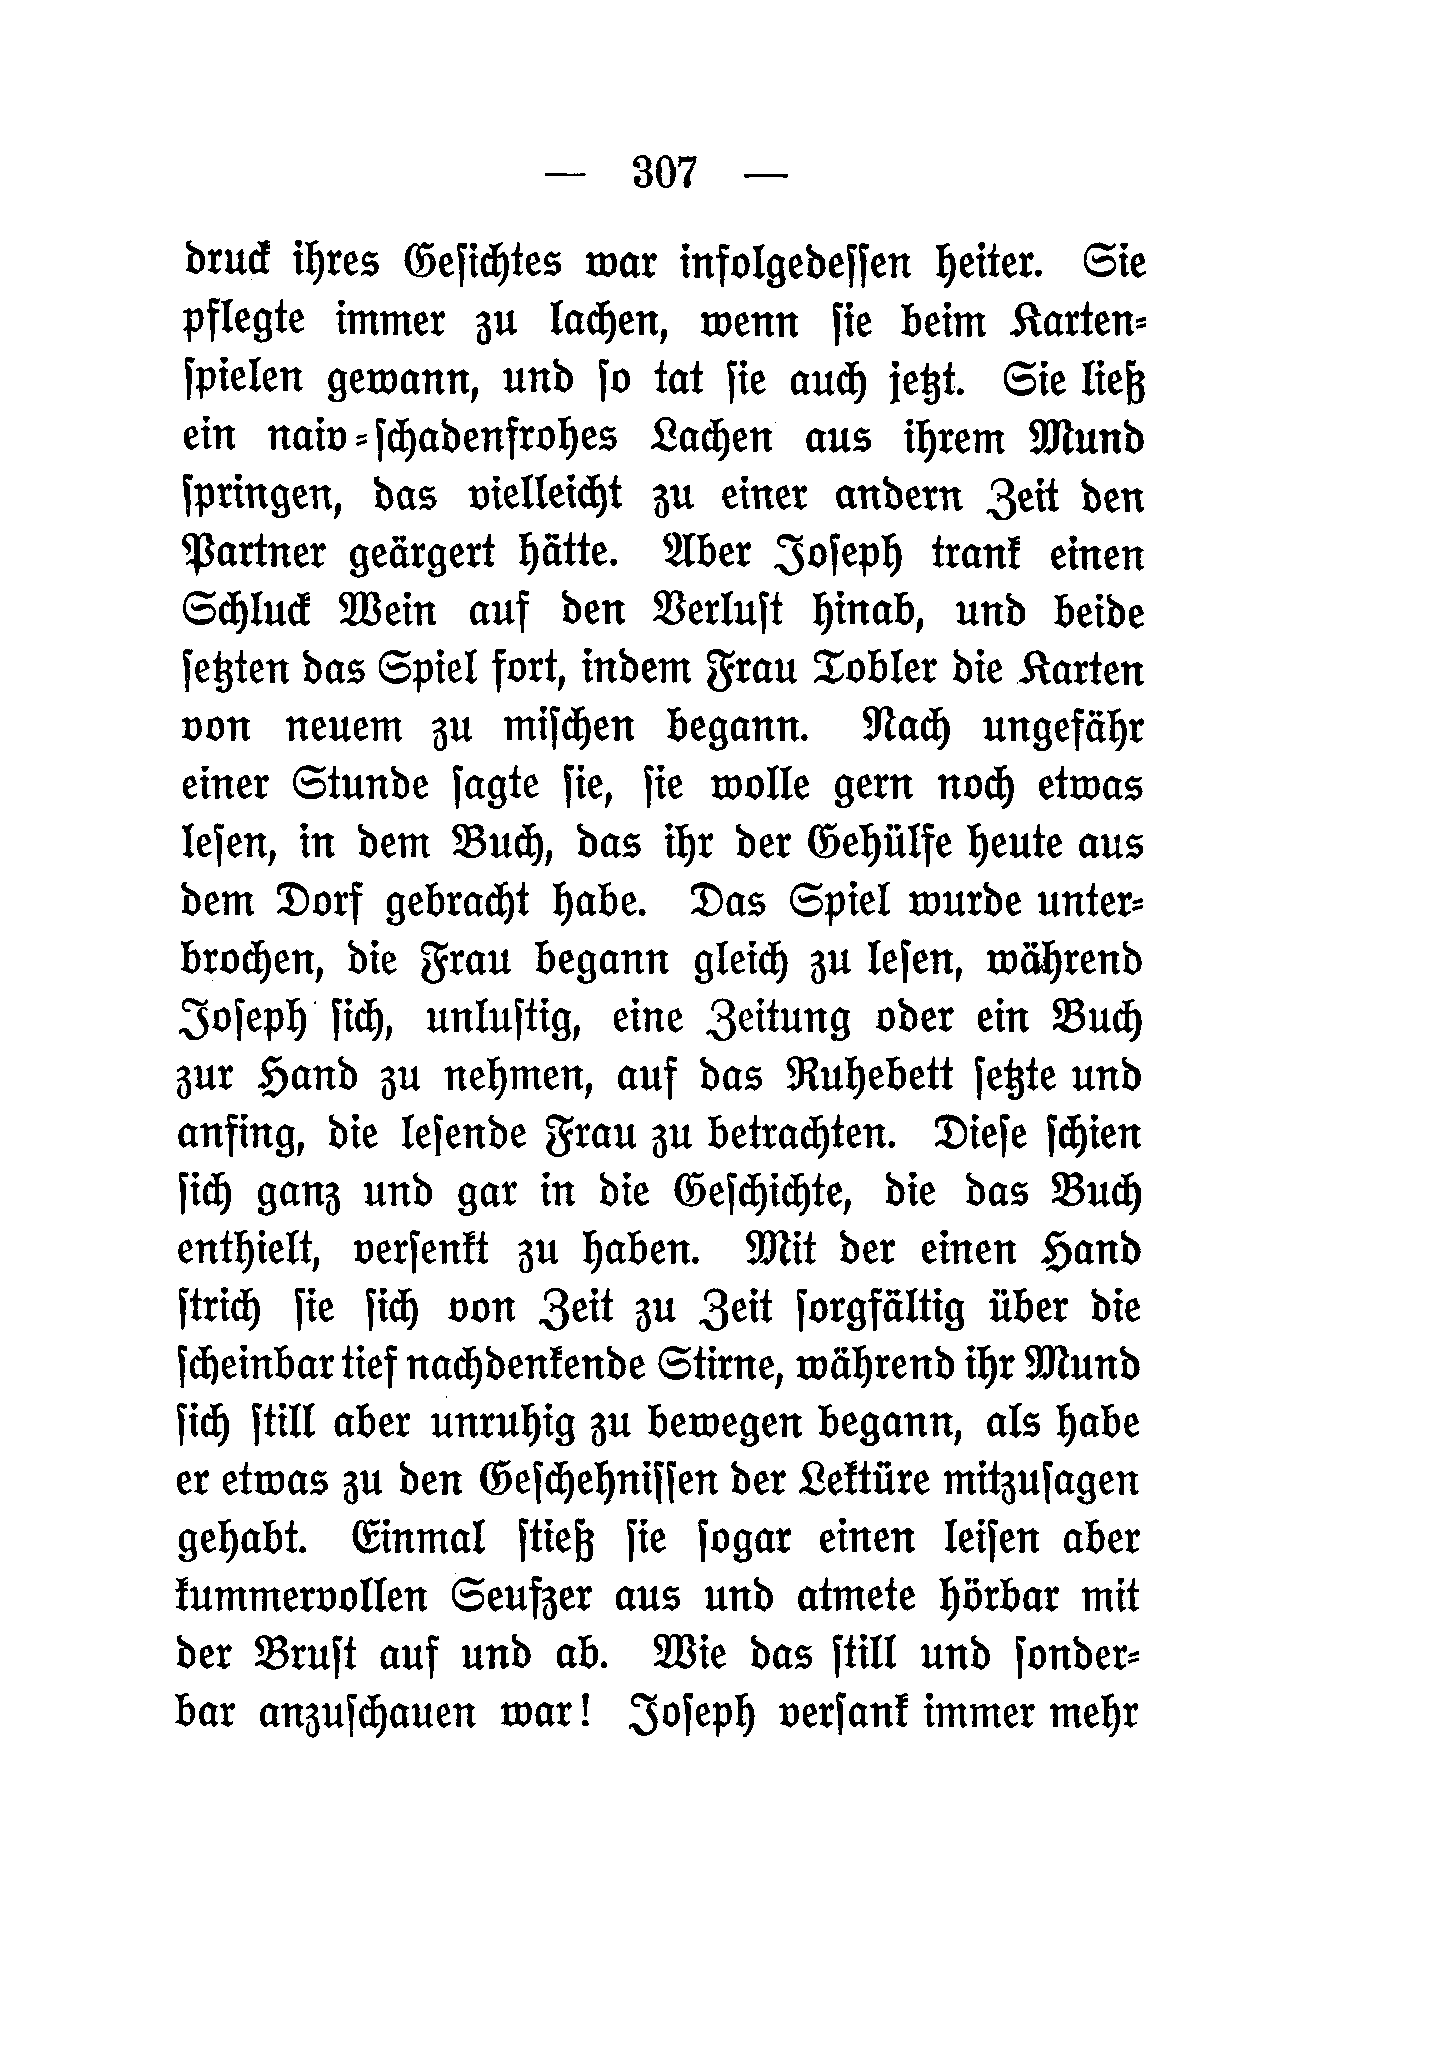 — 307 —
druck ihres Gesichtes war infolgedessen heiter. Sie
pflegte immer zu lachen, wenn sie beim Karten-
spielen gewann, und so tat sie auch jetzt. Sie ließ
ein naiv-schadenfrohes Lachen aus ihrem Mund
springen, das vielleicht zu einer andern Zeit den
Partner geärgert hätte. Aber Joseph trank einen
Schluck Wein auf den Verlust hinab, und beide
setzten das Spiel fort, indem Frau Tobler die Karten
von neuem zu mischen begann. Nach ungefähr
einer Stunde sagte sie, sie wolle gern noch etwas
lesen, in dem Buch, das ihr der Gehülfe heute aus
dem Dorf gebracht habe. Das Spiel wurde unter-
brochen, die Frau begann gleich zu lesen, während
Joseph sich, unlustig, eine Zeitung oder ein Buch
zur Hand zu nehmen, auf das Ruhebett setzte und
anfing, die lesende Frau zu betrachten. Diese schien
sich ganz und gar in die Geschichte, die das Buch
enthielt, versenkt zu haben. Mit der einen Hand
strich sie sich von Zeit zu Zeit sorgfältig über die
scheinbar tief nachdenkende Stirne, während ihr Mund
sich still aber unruhig zu bewegen begann, als habe
er etwas zu den Geschehnissen der Lektüre mitzusagen
gehabt. Einmal stieß sie sogar einen leisen aber
kummervollen Seufzer aus und atmete hörbar mit
der Brust auf und ab. Wie das still und sonder-
bar anzuschauen war! Joseph versank immer mehr